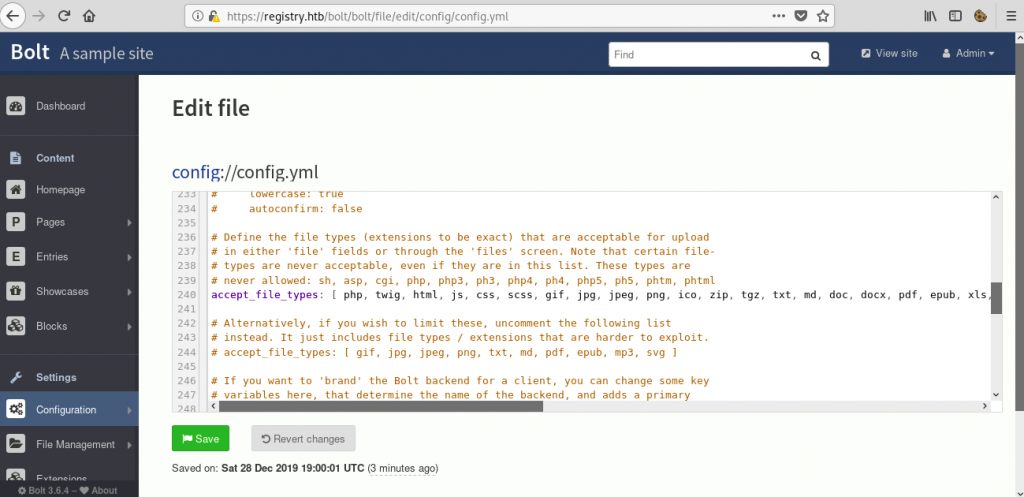 https://registry.htb/bolt/bolt/file/edit/config/config.yml
Bolt A sample site
Find
View site
Admin
Dashboard
Content
Homepage
P Pages
E Entries
Showcases
Blocks
Settings
Configuration
File Management
Extensions
Bolt 3.6.4 – About
Edit file
config://config.yml
233 #     lowercase: true
234 #     autoconfirm: false
235
236 # Define the file types (extensions to be exact) that are acceptable for upload
237 # in either 'file' fields or through the 'files' screen. Note that certain file-
238 # types are never acceptable, even if they are in this list. These types are
239 # never allowed: sh, asp, cgi, php, php3, ph3, php4, ph4, php5, ph5, phtm, phtml
240 accept_file_types: [ php, twig, html, js, css, scss, gif, jpg, jpeg, png, ico, zip, tgz, txt, md, doc, docx, pdf, epub, xls,
241
242 # Alternatively, if you wish to limit these, uncomment the following list
243 # instead. It just includes file types / extensions that are harder to exploit.
244 # accept_file_types: [ gif, jpg, jpeg, png, txt, md, pdf, epub, mp3, svg ]
245
246 # If you want to 'brand' the Bolt backend for a client, you can change some key
247 # variables here, that determine the name of the backend, and adds a primary
248
Save
Revert changes
Saved on: Sat 28 Dec 2019 19:00:01 UTC (3 minutes ago)